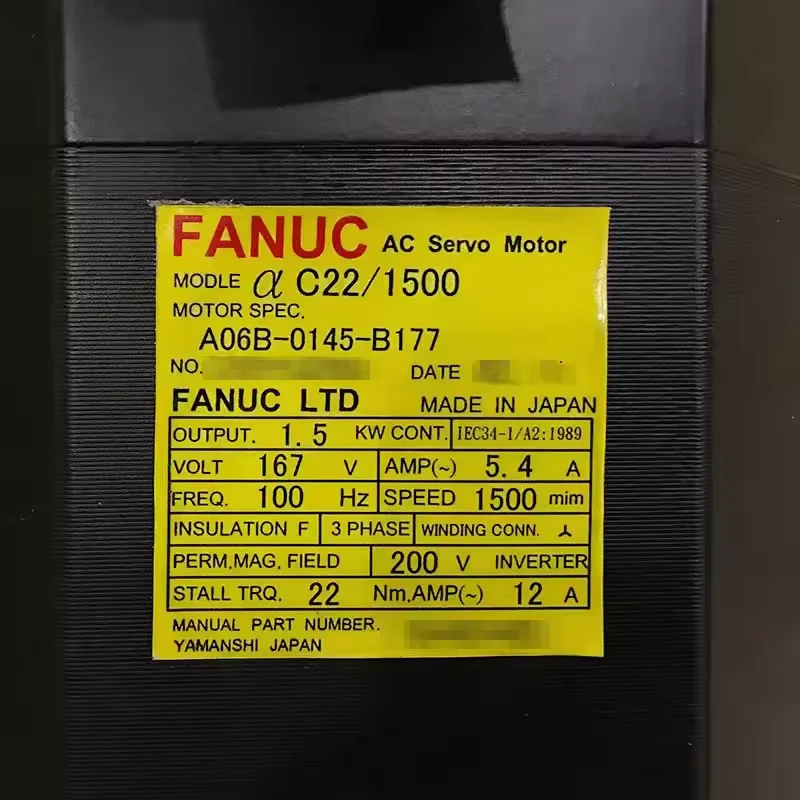 FANUC AC Servo Motor
MODLE α C22/1500
MOTOR SPEC.
A06B-0145-B177
NO. DATE
FANUC LTD MADE IN JAPAN
OUTPUT. 1.5 KW CONT. IEC34-1/A2:1989
VOLT 167 V AMP(~) 5.4 A
FREQ. 100 Hz SPEED 1500 mim
INSULATION F 3 PHASE WINDING CONN. 人
PERM.MAG. FIELD 200 V INVERTER
STALL TRQ. 22 Nm.AMP(~) 12 A
MANUAL PART NUMBER.
YAMANSHI JAPAN